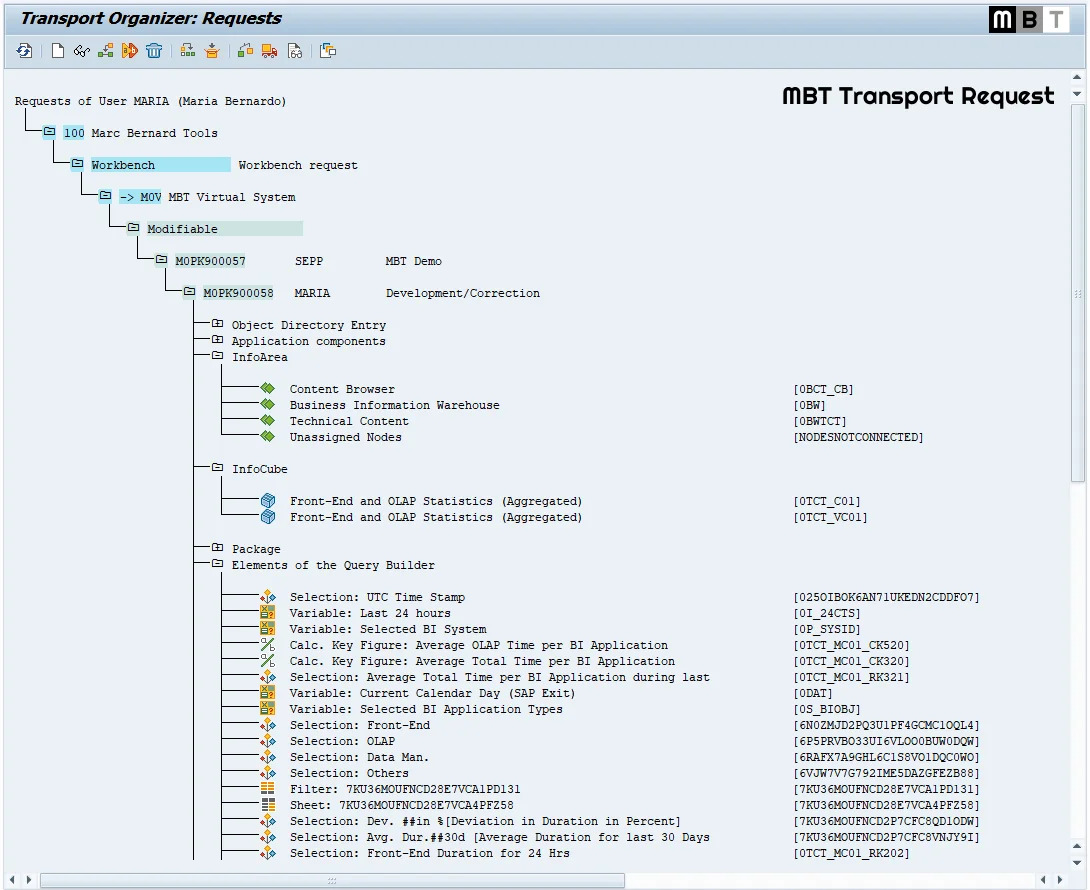 Transport Organizer: Requests
MBT
MBT Transport Request
Requests of User MARIA (Maria Bernardo)
100 Marc Bernard Tools
Workbench Workbench request
-> M0V MBT Virtual System
Modifiable
M0PK900057 SEPP MBT Demo
M0PK900058 MARIA Development/Correction
Object Directory Entry
Application components
InfoArea
Content Browser [0BCT_CB]
Business Information Warehouse [0BW]
Technical Content [0BWTCT]
Unassigned Nodes [NODESNOTCONNECTED]
InfoCube
Front-End and OLAP Statistics (Aggregated) [0TCT_C01]
Front-End and OLAP Statistics (Aggregated) [0TCT_VC01]
Package
Elements of the Query Builder
Selection: UTC Time Stamp [025OIBOK6AN71UKEDN2CDDFO7]
Variable: Last 24 hours [0I_24CTS]
Variable: Selected BI System [0P_SYSID]
Calc. Key Figure: Average OLAP Time per BI Application [0TCT_MC01_CK520]
Calc. Key Figure: Average Total Time per BI Application [0TCT_MC01_CK320]
Selection: Average Total Time per BI Application during last [0TCT_MC01_RK321]
Variable: Current Calendar Day (SAP Exit) [0DAT]
Variable: Selected BI Application Types [0S_BIOBJ]
Selection: Front-End [6N0ZMJD2PQ3U1PF4GCMC1OQL4]
Selection: OLAP [6P5PRVBO33UI6VLOO0BUW0DQW]
Selection: Data Man. [6RAFX7A9GHL6C1S8VO1DQC0WO]
Selection: Others [6VJW7V7G792IME5DAZGFEZB88]
Filter: 7KU36MOUFNCD28E7VCA1PD131 [7KU36MOUFNCD28E7VCA1PD131]
Sheet: 7KU36MOUFNCD28E7VCA4PFZ58 [7KU36MOUFNCD28E7VCA4PFZ58]
Selection: Dev. ##in %[Deviation in Duration in Percent] [7KU36MOUFNCD2P7CFC8QD1ODW]
Selection: Avg. Dur.##30d [Average Duration for last 30 Days [7KU36MOUFNCD2P7CFC8VNJY9I]
Selection: Front-End Duration for 24 Hrs [0TCT_MC01_RK202]